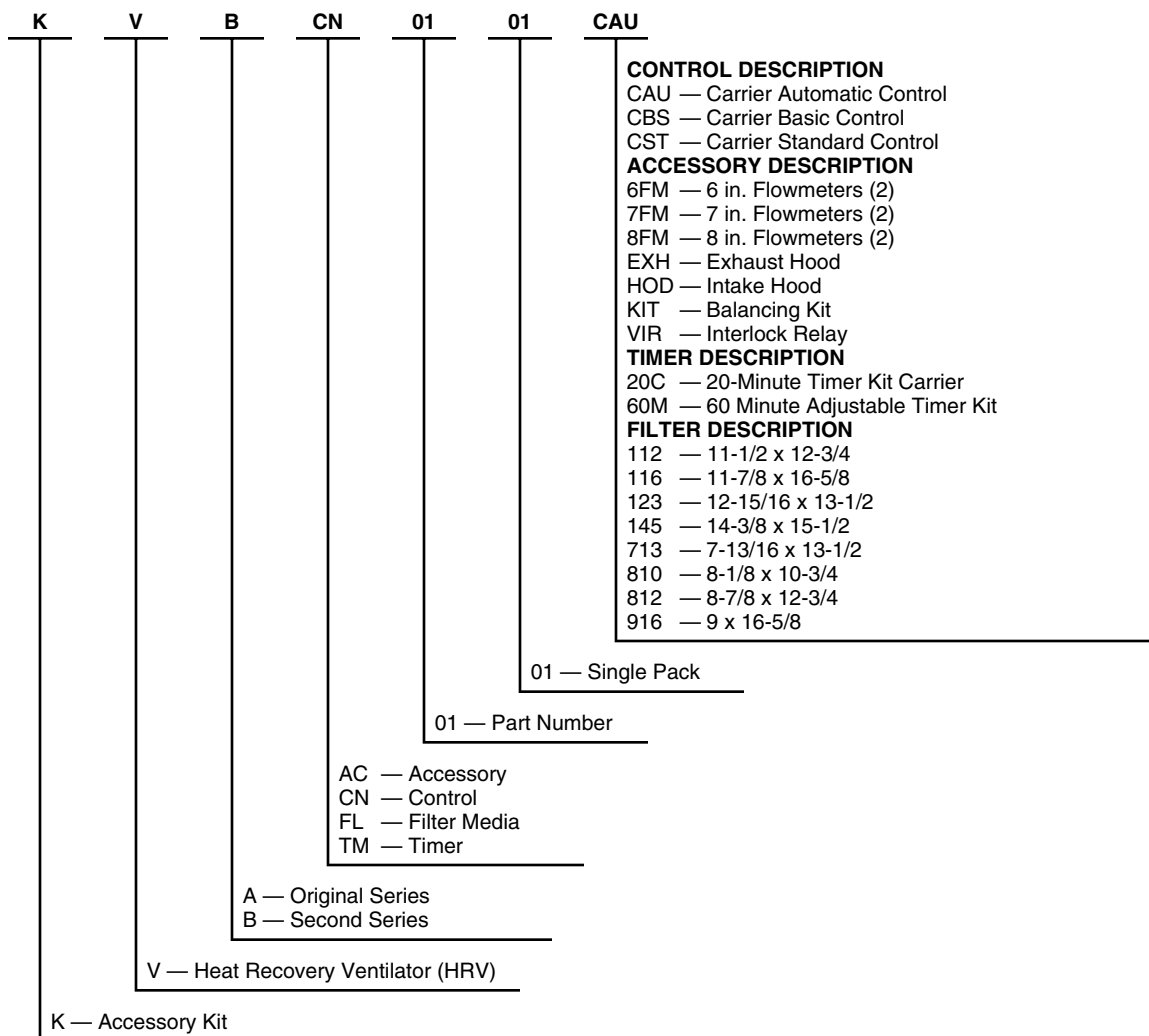 K V B CN 01 01 CAU
CONTROL DESCRIPTION
CAU — Carrier Automatic Control
CBS — Carrier Basic Control
CST — Carrier Standard Control
ACCESSORY DESCRIPTION
6FM — 6 in. Flowmeters (2)
7FM — 7 in. Flowmeters (2)
8FM — 8 in. Flowmeters (2)
EXH — Exhaust Hood
HOD — Intake Hood
KIT — Balancing Kit
VIR — Interlock Relay
TIMER DESCRIPTION
20C — 20-Minute Timer Kit Carrier
60M — 60 Minute Adjustable Timer Kit
FILTER DESCRIPTION
112 — 11-1/2 x 12-3/4
116 — 11-7/8 x 16-5/8
123 — 12-15/16 x 13-1/2
145 — 14-3/8 x 15-1/2
713 — 7-13/16 x 13-1/2
810 — 8-1/8 x 10-3/4
812 — 8-7/8 x 12-3/4
916 — 9 x 16-5/8
01 — Single Pack
01 — Part Number
AC — Accessory
CN — Control
FL — Filter Media
TM — Timer
A — Original Series
B — Second Series
V — Heat Recovery Ventilator (HRV)
K — Accessory Kit